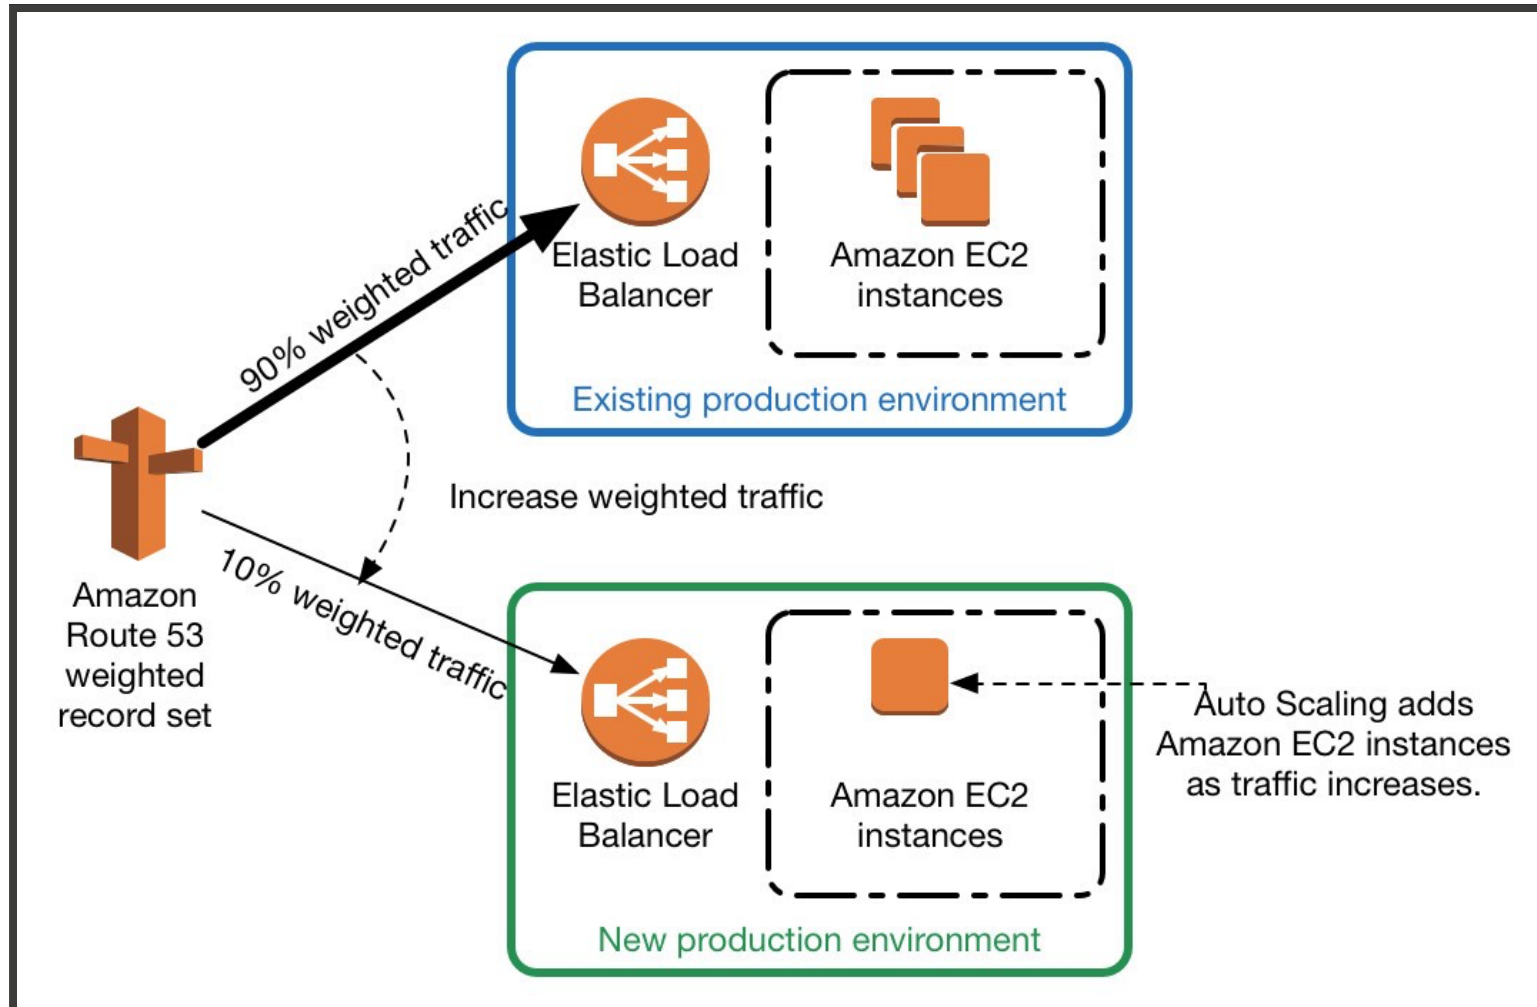 90% weighted traffic
Elastic Load
Balancer
Amazon EC2
instances
Existing production environment
Increase weighted traffic
Amazon
Route 53
weighted
record set
10% weighted traffic
Elastic Load
Balancer
Amazon EC2
instances
Auto Scaling adds
Amazon EC2 instances
as traffic increases.
New production environment